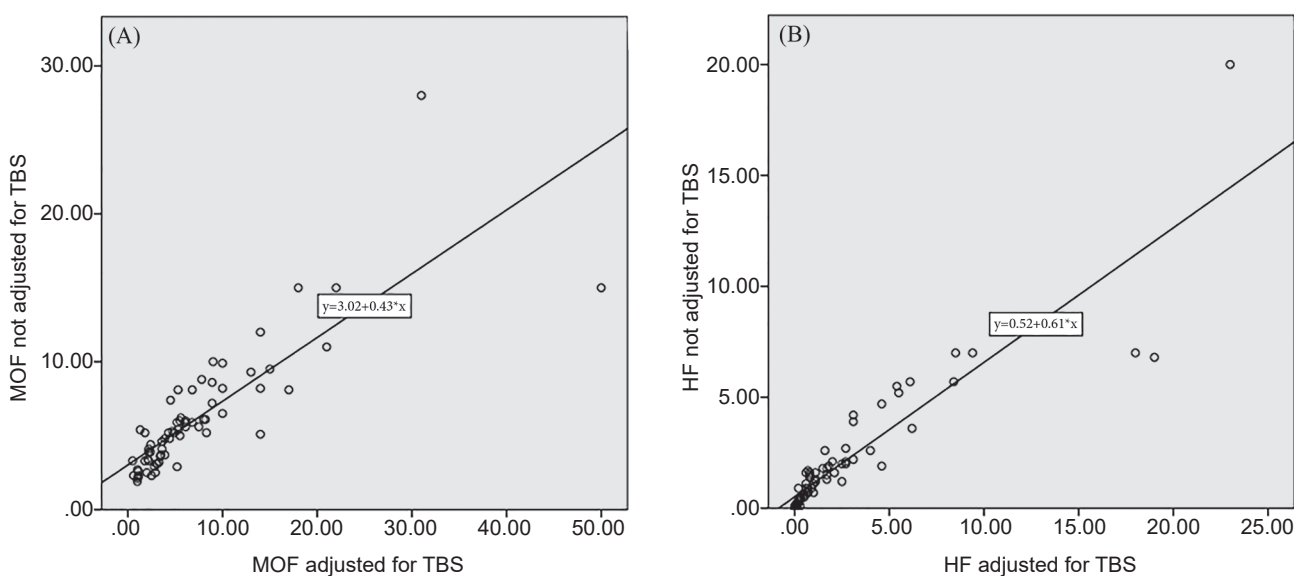 (A)
30.00
20.00
10.00
.00
MOF not adjusted for TBS
y=3.02+0.43*x
.00 10.00 20.00 30.00 40.00 50.00
MOF adjusted for TBS
(B)
20.00
15.00
10.00
5.00
.00
HF not adjusted for TBS
y=0.52+0.61*x
.00 5.00 10.00 15.00 20.00 25.00
HF adjusted for TBS